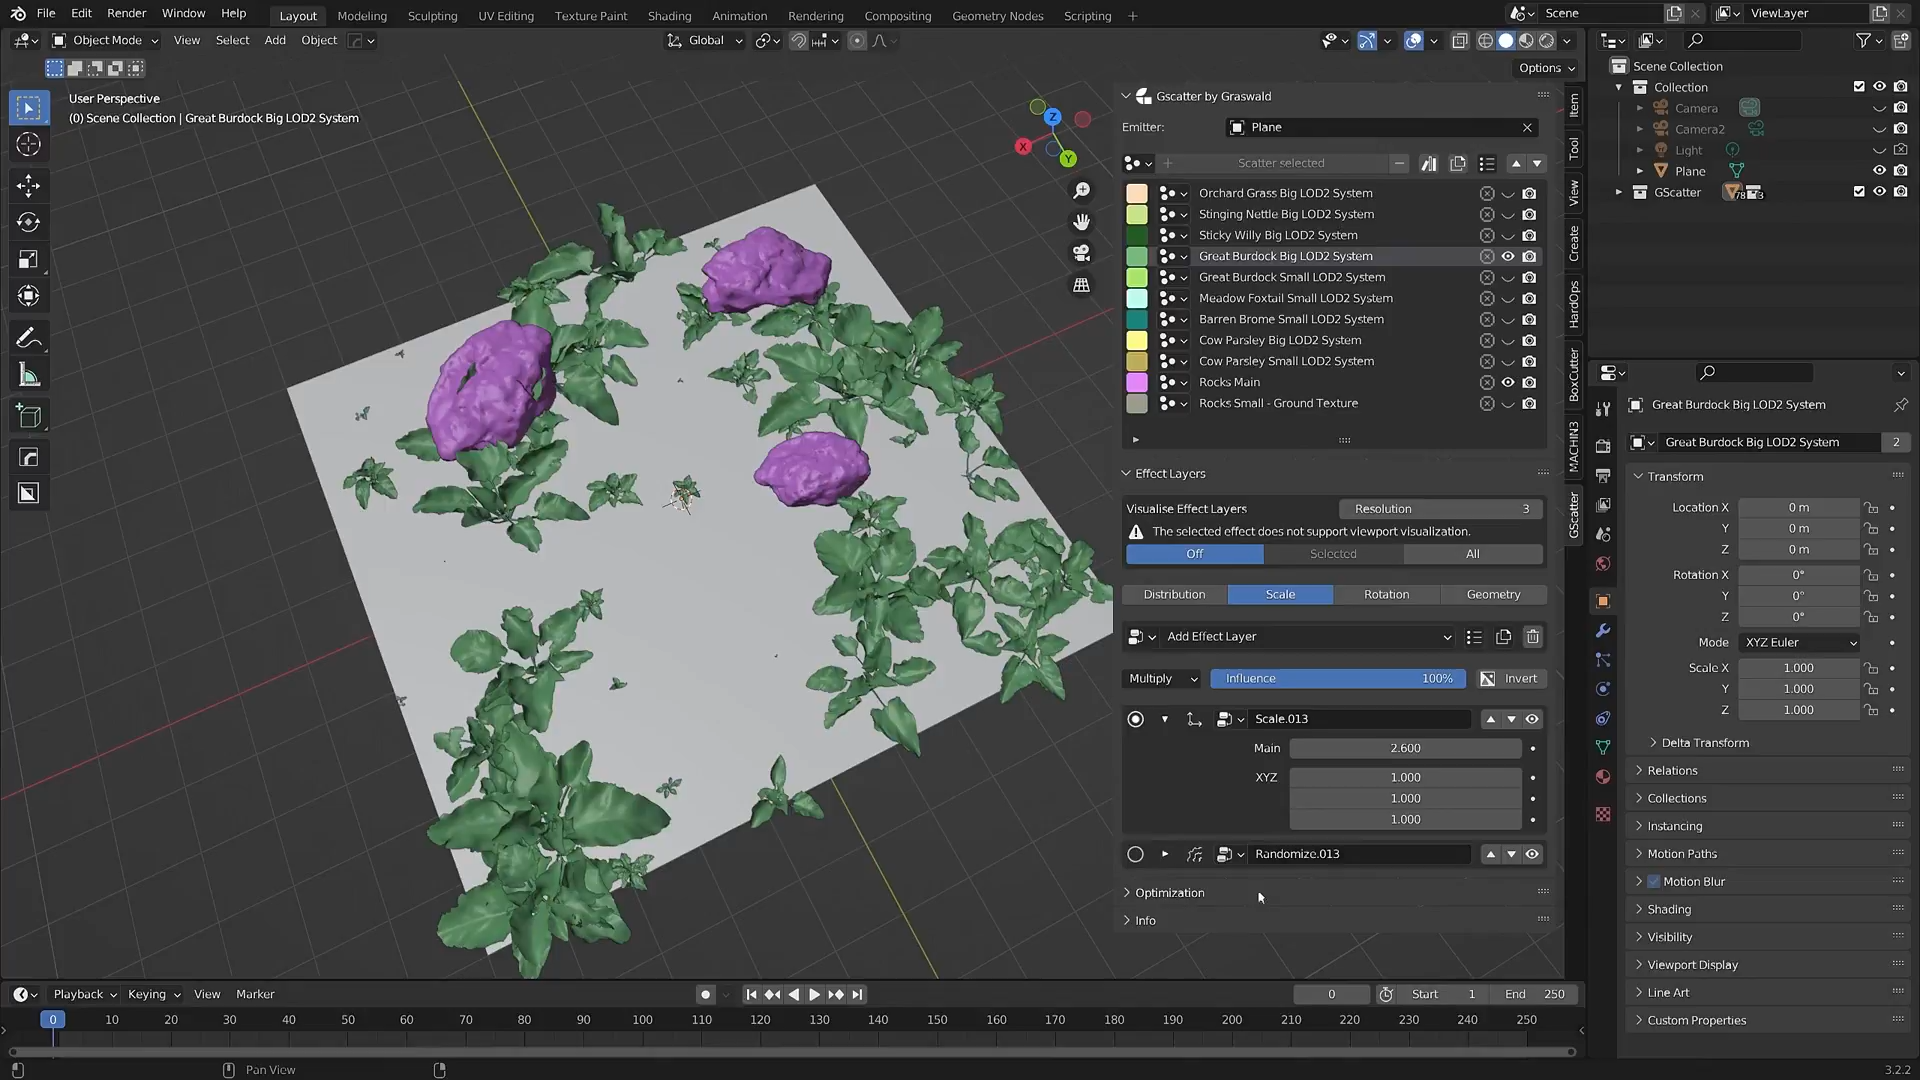 File Edit Render Window Help Layout Modeling Sculpting UV Editing Texture Paint Shading Animation Rendering Compositing Geometry Nodes Scripting + Scene ViewLayer
Object Mode View Select Add Object Global
Options
User Perspective
(0) Scene Collection | Great Burdock Big LOD2 System
Z
X
Y
Gscatter by Graswald
Emitter: Plane
Scatter selected
Orchard Grass Big LOD2 System
Stinging Nettle Big LOD2 System
Sticky Willy Big LOD2 System
Great Burdock Big LOD2 System
Great Burdock Small LOD2 System
Meadow Foxtail Small LOD2 System
Barren Brome Small LOD2 System
Cow Parsley Big LOD2 System
Cow Parsley Small LOD2 System
Rocks Main
Rocks Small - Ground Texture
Effect Layers
Visualise Effect Layers Resolution 3
The selected effect does not support viewport visualization.
Off Selected All
Distribution Scale Rotation Geometry
Add Effect Layer
Multiply Influence 100% Invert
Scale.013
Main 2.600
XYZ 1.000
1.000
1.000
Randomize.013
Optimization
Info
Item
Tool
View
Create
HardOps
BoxCutter
MACHIN3
GScatter
Scene Collection
Collection
Camera
Camera2
Light
Plane
GScatter 78 3
Great Burdock Big LOD2 System
Great Burdock Big LOD2 System 2
Transform
Location X 0 m
Y 0 m
Z 0 m
Rotation X 0°
Y 0°
Z 0°
Mode XYZ Euler
Scale X 1.000
Y 1.000
Z 1.000
Delta Transform
Relations
Collections
Instancing
Motion Paths
Motion Blur
Shading
Visibility
Viewport Display
Line Art
Custom Properties
Playback Keying View Marker 0 Start 1 End 250
0 10 20 30 40 50 60 70 80 90 100 110 120 130 140 150 160 170 180 190 200 210 220 230 240 250
Pan View 3.2.2